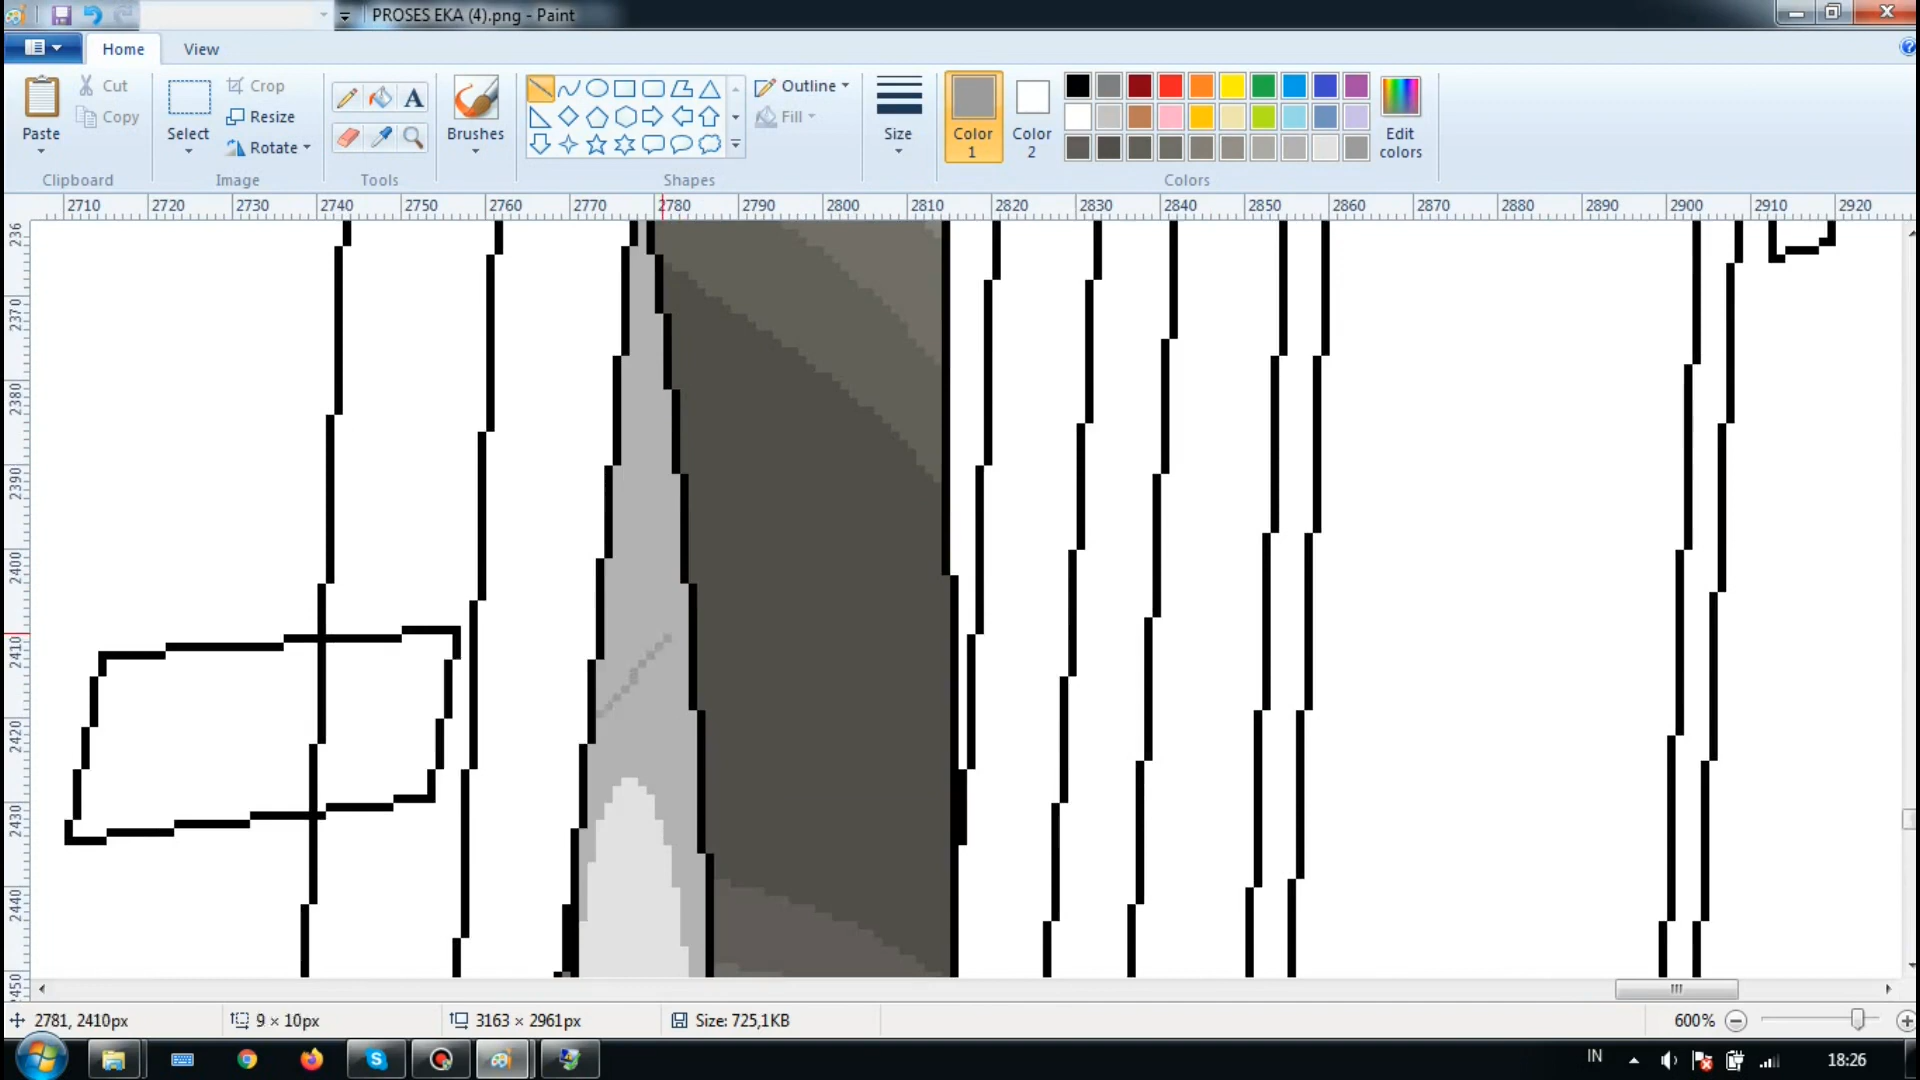 PROSES EKA (4).png - Paint
Home
View
Paste
Cut
Copy
Clipboard
Select
Crop
Resize
Rotate
Image
A
Tools
Brushes
Outline
Fill
Shapes
Size
Color 1
Color 2
Edit colors
Colors
2710 2720 2730 2740 2750 2760 2770 2780 2790 2800 2810 2820 2830 2840 2850 2860 2870 2880 2890 2900 2910 2920
236
2370
2380
2390
2400
2410
2420
2430
2440
2450
2781, 2410px
9 × 10px
3163 × 2961px
Size: 725,1KB
600%
IN
18:26